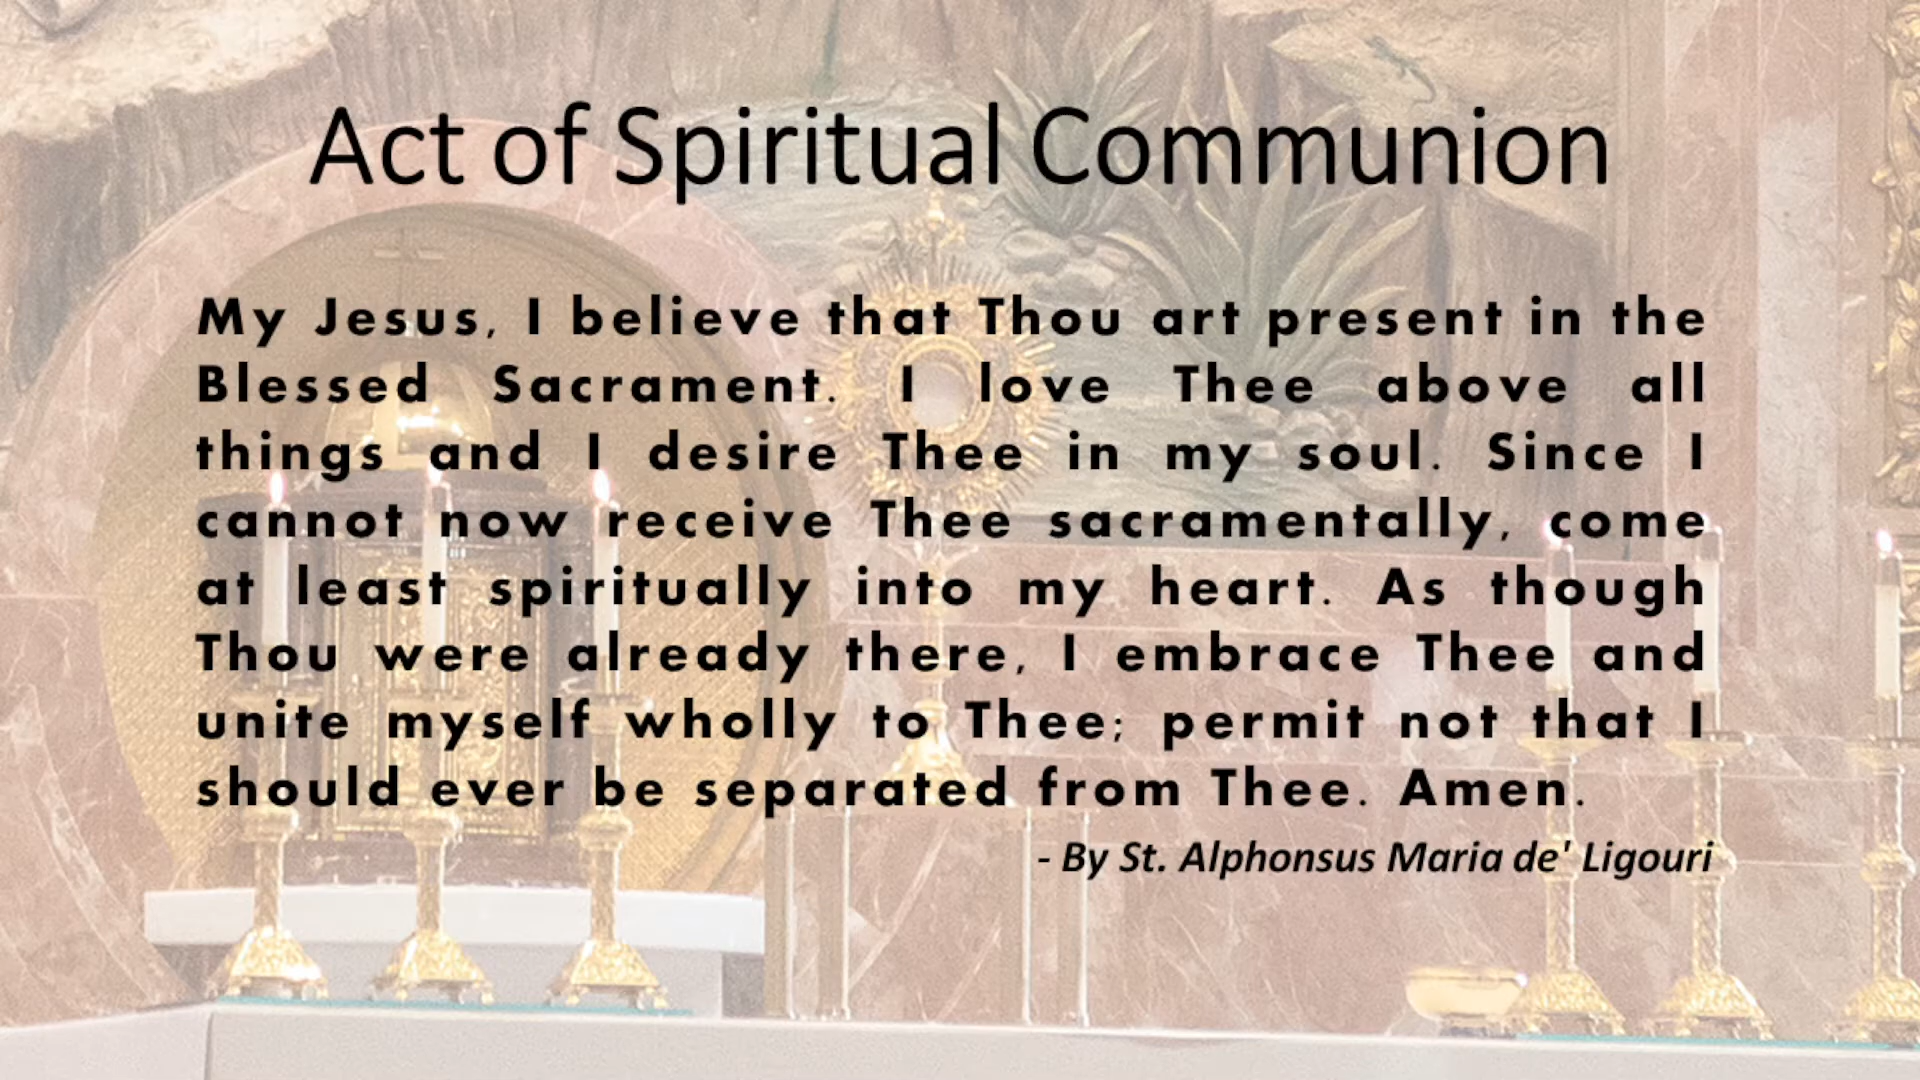 Act of Spiritual Communion
My Jesus, I believe that Thou art present in the
Blessed Sacrament. I love Thee above all
things and I desire Thee in my soul. Since I
cannot now receive Thee sacramentally, come
at least spiritually into my heart. As though
Thou were already there, I embrace Thee and
unite myself wholly to Thee; permit not that I
should ever be separated from Thee. Amen.
- By St. Alphonsus Maria de' Ligouri